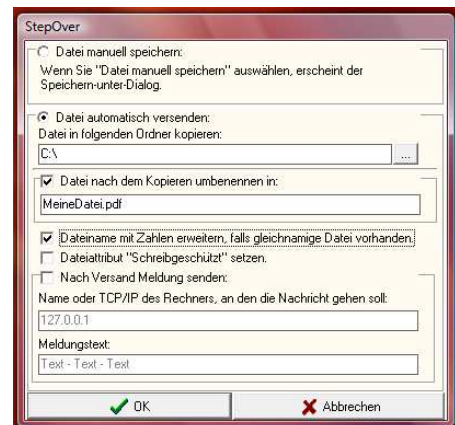 StepOver
Datei manuell speichern:
Wenn Sie "Datei manuell speichern" auswählen, erscheint der
Speichern-unter-Dialog.
Datei automatisch versenden:
Datei in folgenden Ordner kopieren:
C:\
...
Datei nach dem Kopieren umbenennen in:
MeineDatei.pdf
Dateiname mit Zahlen erweitern, falls gleichnamige Datei vorhanden.
Dateiattribut "Schreibgeschützt" setzen.
Nach Versand Meldung senden:
Name oder TCP/IP des Rechners, an den die Nachricht gehen soll:
127.0.0.1
Meldungstext:
Text - Text - Text
OK
Abbrechen